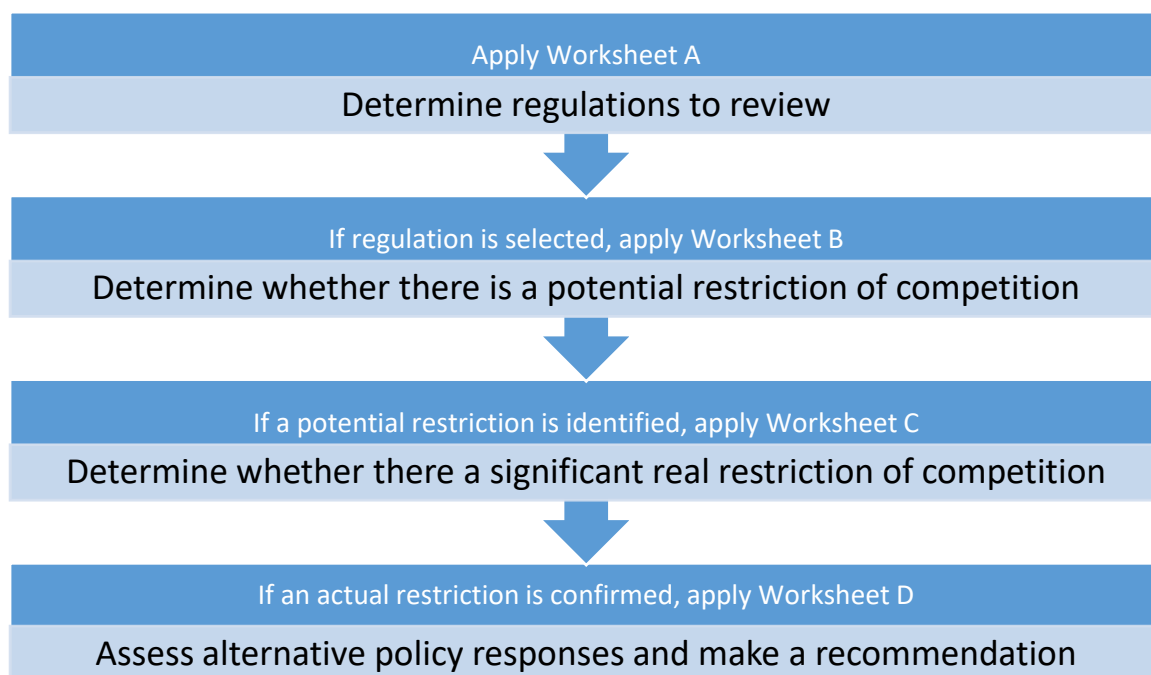 Apply Worksheet A
Determine regulations to review
If regulation is selected, apply Worksheet B
Determine whether there is a potential restriction of competition
If a potential restriction is identified, apply Worksheet C
Determine whether there a significant real restriction of competition
If an actual restriction is confirmed, apply Worksheet D
Assess alternative policy responses and make a recommendation